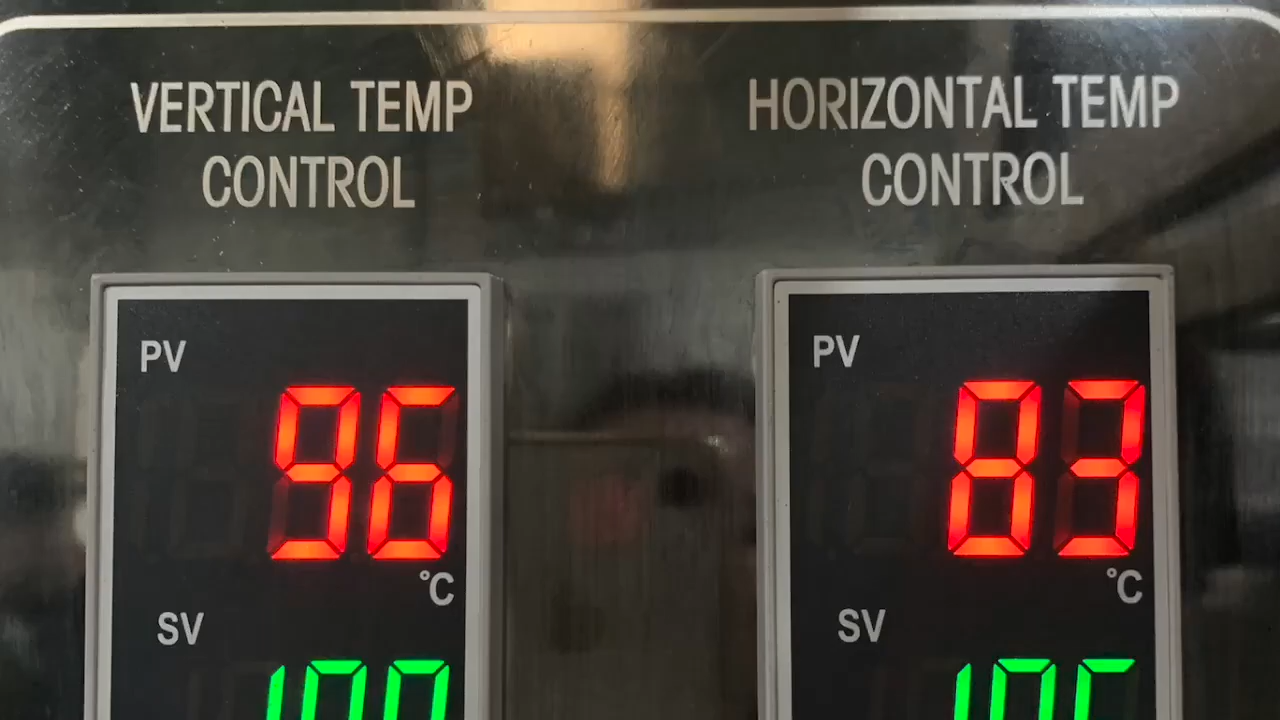 VERTICAL TEMP
CONTROL
PV
96
°C
SV
HORIZONTAL TEMP
CONTROL
PV
83
°C
SV